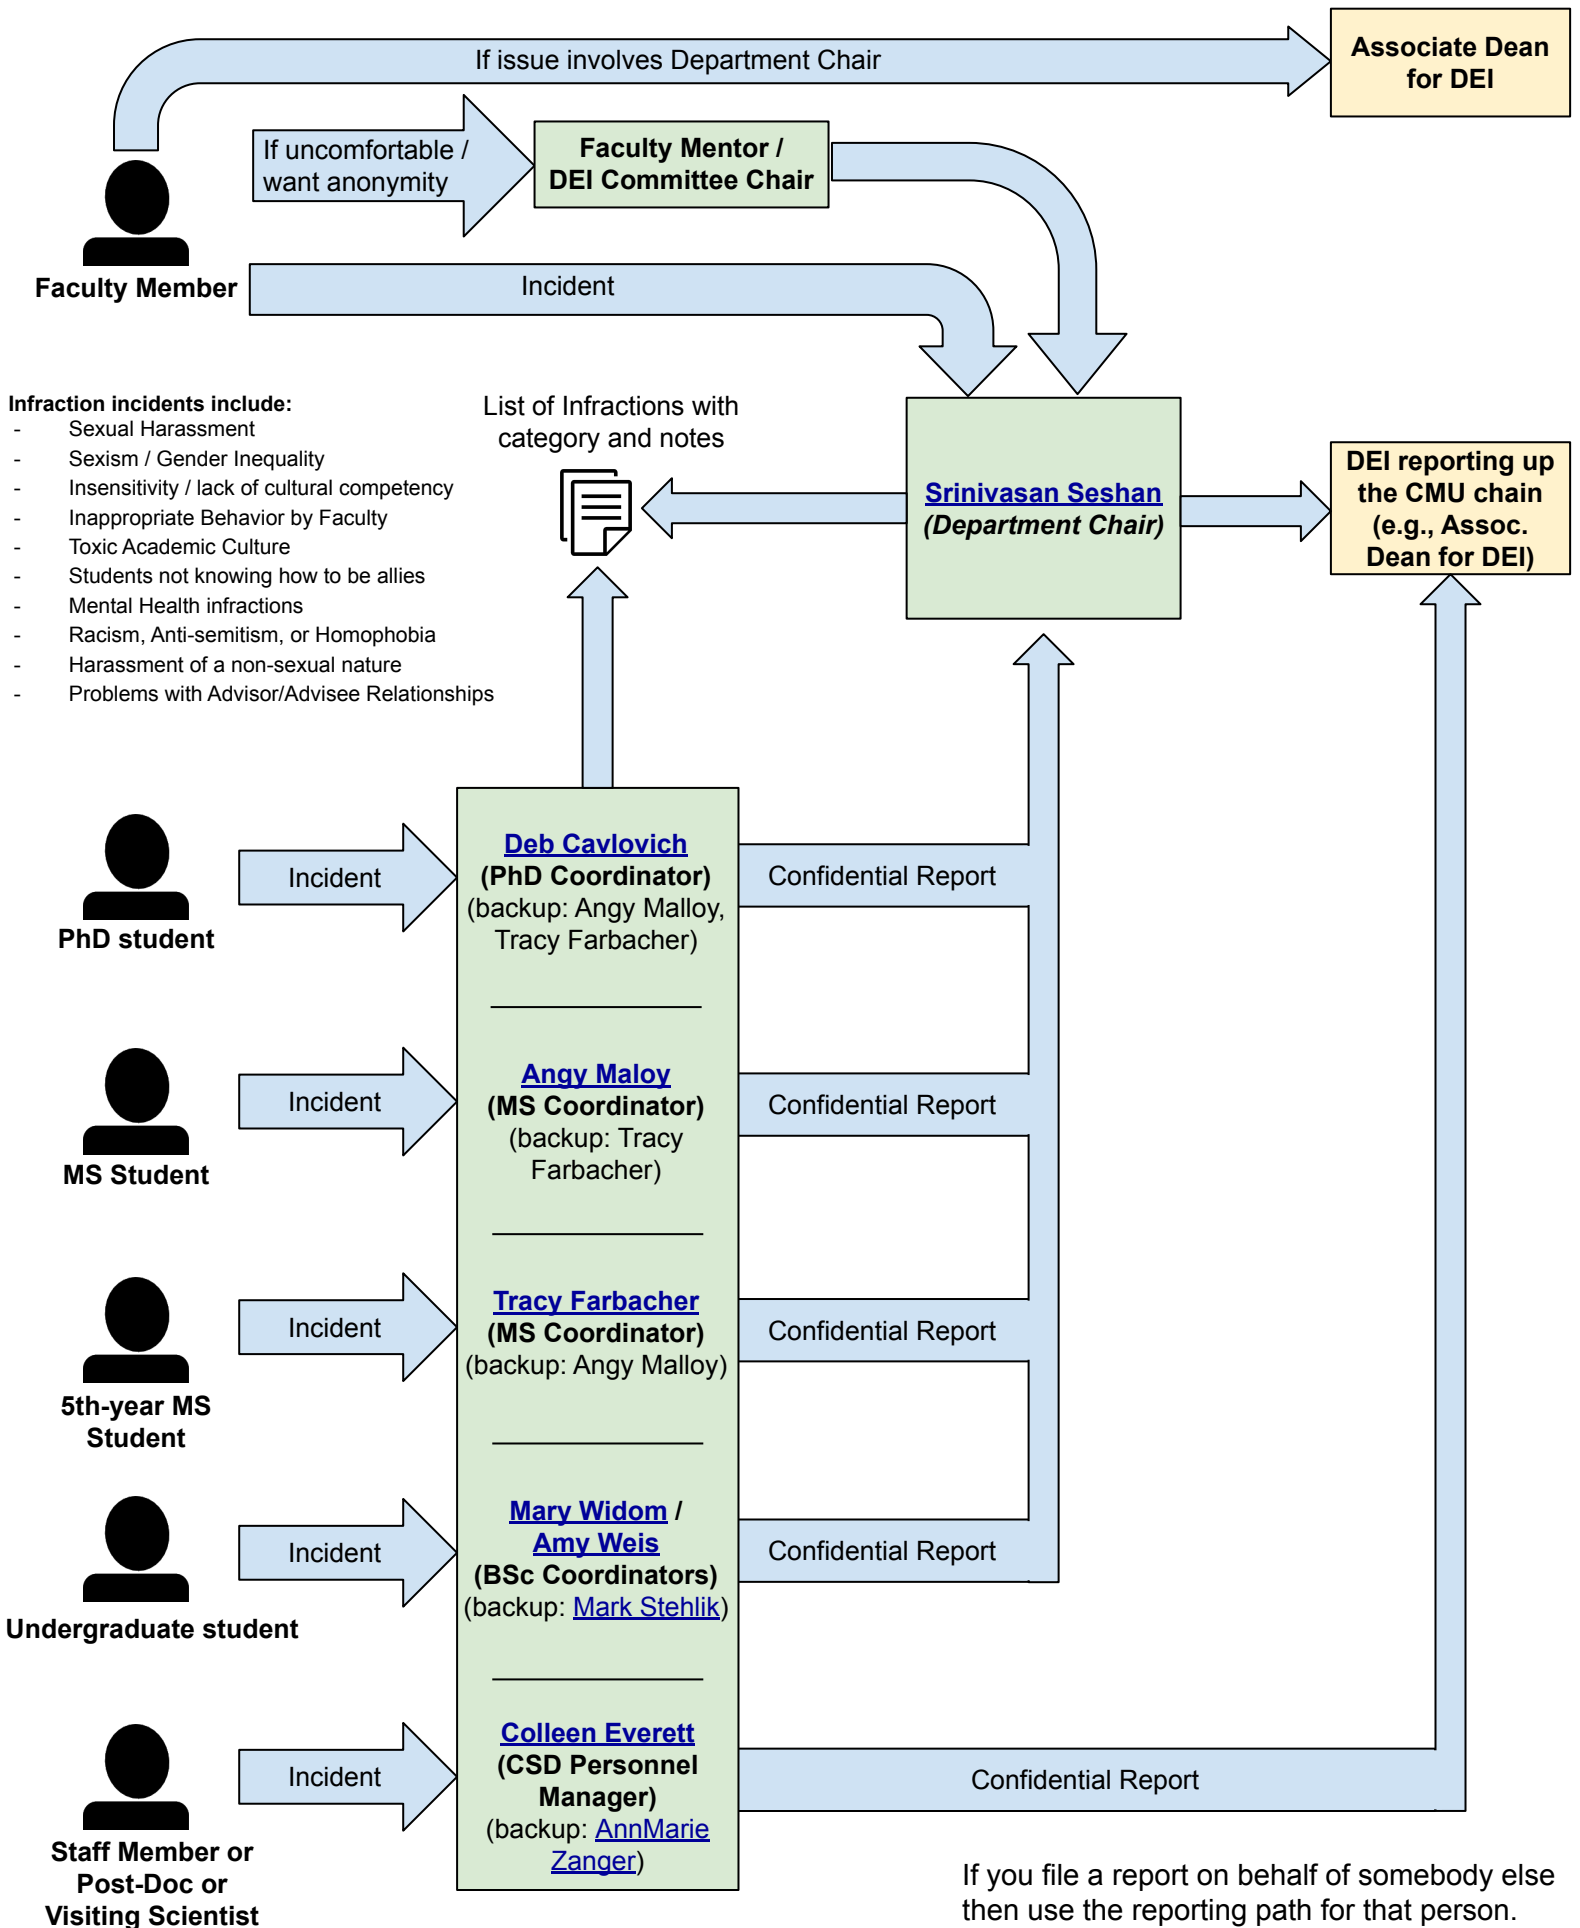 If issue involves Department Chair
Associate Dean
for DEI
If uncomfortable /
want anonymity
Faculty Mentor /
DEI Committee Chair
Faculty Member
Incident
Infraction incidents include:
- Sexual Harassment
- Sexism / Gender Inequality
- Insensitivity / lack of cultural competency
- Inappropriate Behavior by Faculty
- Toxic Academic Culture
- Students not knowing how to be allies
- Mental Health infractions
- Racism, Anti-semitism, or Homophobia
- Harassment of a non-sexual nature
- Problems with Advisor/Advisee Relationships
List of Infractions with
category and notes
Srinivasan Seshan
(Department Chair)
DEI reporting up
the CMU chain
(e.g., Assoc.
Dean for DEI)
PhD student
Incident
Deb Cavlovich
(PhD Coordinator)
(backup: Angy Malloy,
Tracy Farbacher)
Confidential Report
MS Student
Incident
Angy Maloy
(MS Coordinator)
(backup: Tracy
Farbacher)
Confidential Report
5th-year MS
Student
Incident
Tracy Farbacher
(MS Coordinator)
(backup: Angy Malloy)
Confidential Report
Undergraduate student
Incident
Mary Widom /
Amy Weis
(BSc Coordinators)
(backup: Mark Stehlik)
Confidential Report
Staff Member or
Post-Doc or
Visiting Scientist
Incident
Colleen Everett
(CSD Personnel
Manager)
(backup: AnnMarie
Zanger)
Confidential Report
If you file a report on behalf of somebody else
then use the reporting path for that person.